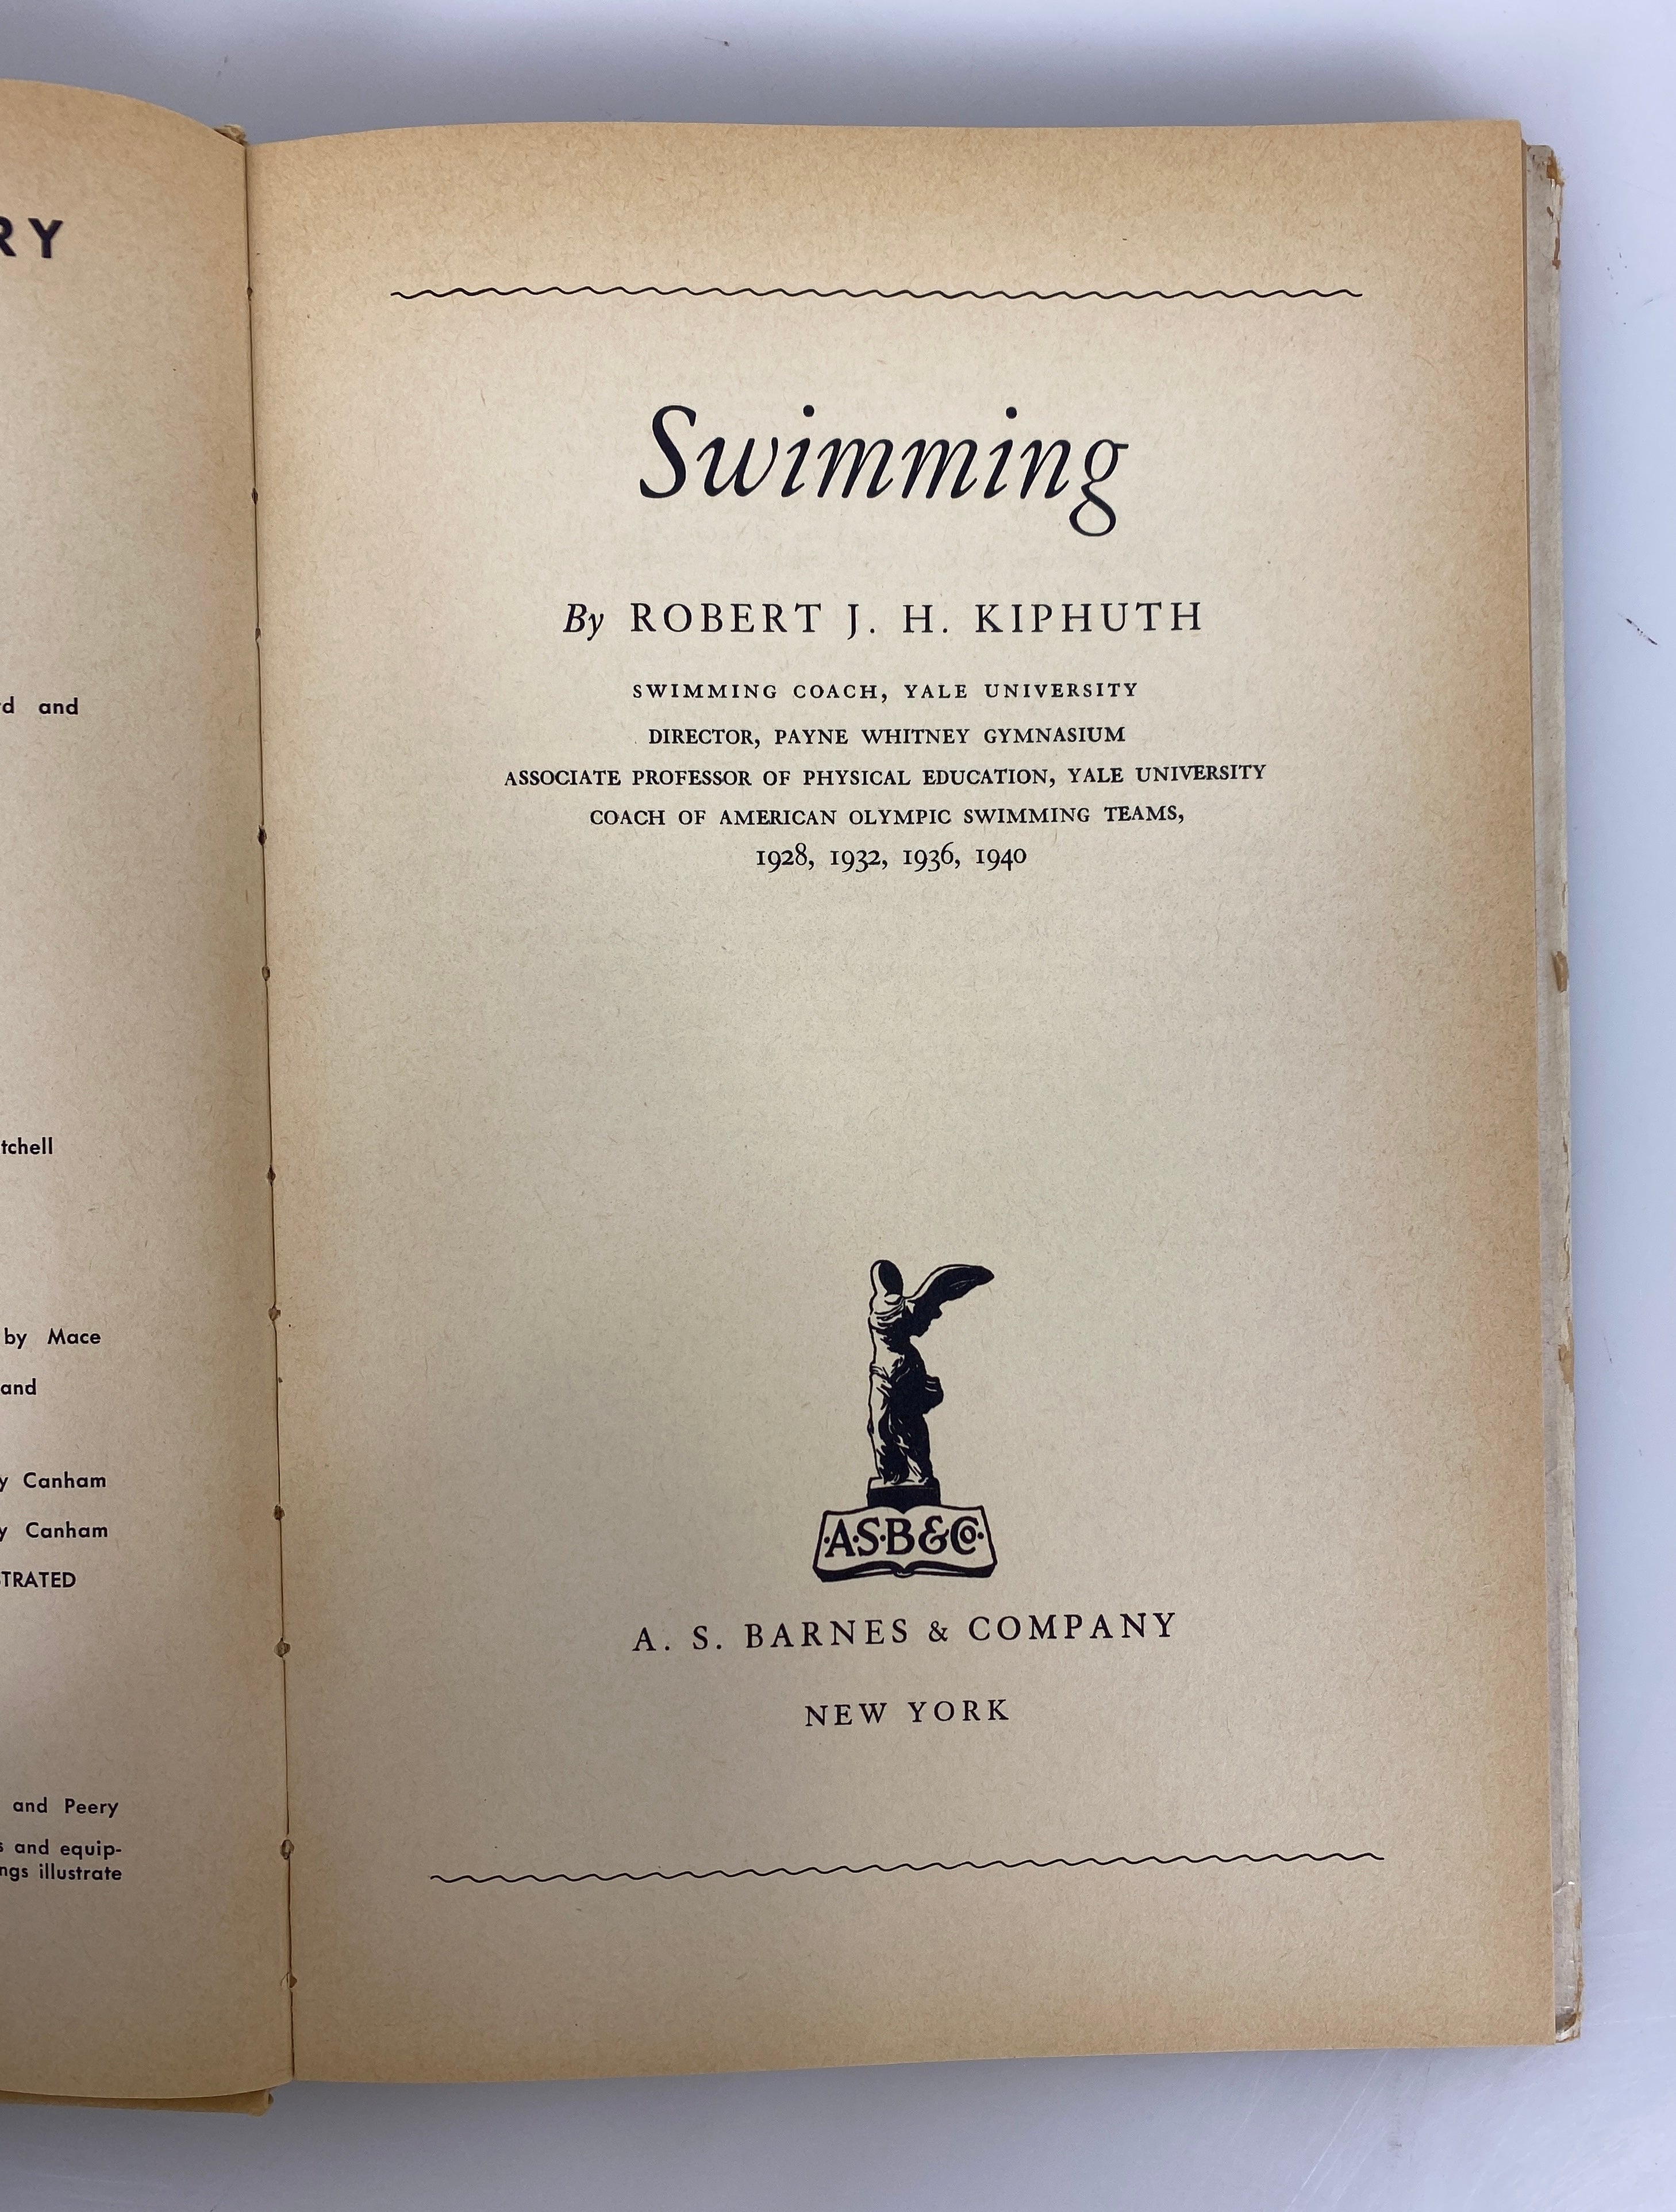 RY
d and
tchell
by Mace
and
y Canham
y Canham
TRATED
and Peery
s and equip-
ngs illustrate
Swimming
By ROBERT J. H. KIPHUTH
SWIMMING COACH, YALE UNIVERSITY
DIRECTOR, PAYNE WHITNEY GYMNASIUM
ASSOCIATE PROFESSOR OF PHYSICAL EDUCATION, YALE UNIVERSITY
COACH OF AMERICAN OLYMPIC SWIMMING TEAMS,
1928, 1932, 1936, 1940
·A·S·B&Co·
A. S. BARNES & COMPANY
NEW YORK